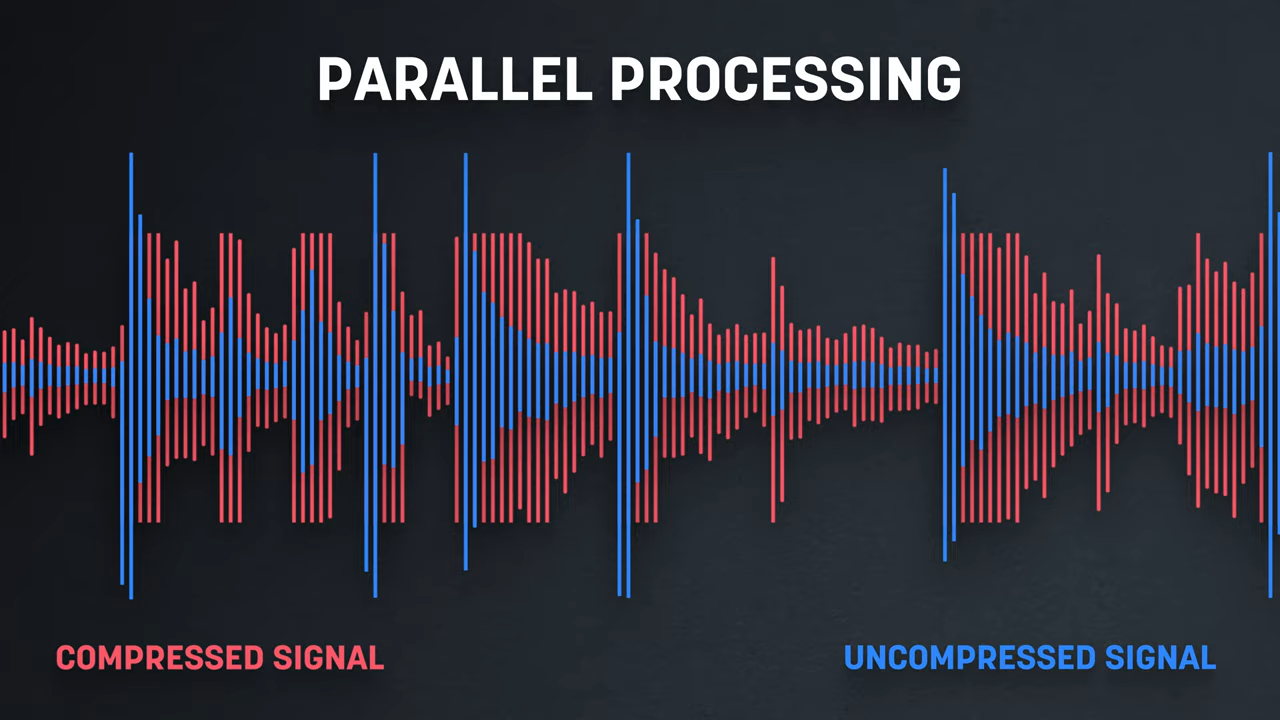 PARALLEL PROCESSING
COMPRESSED SIGNAL
UNCOMPRESSED SIGNAL